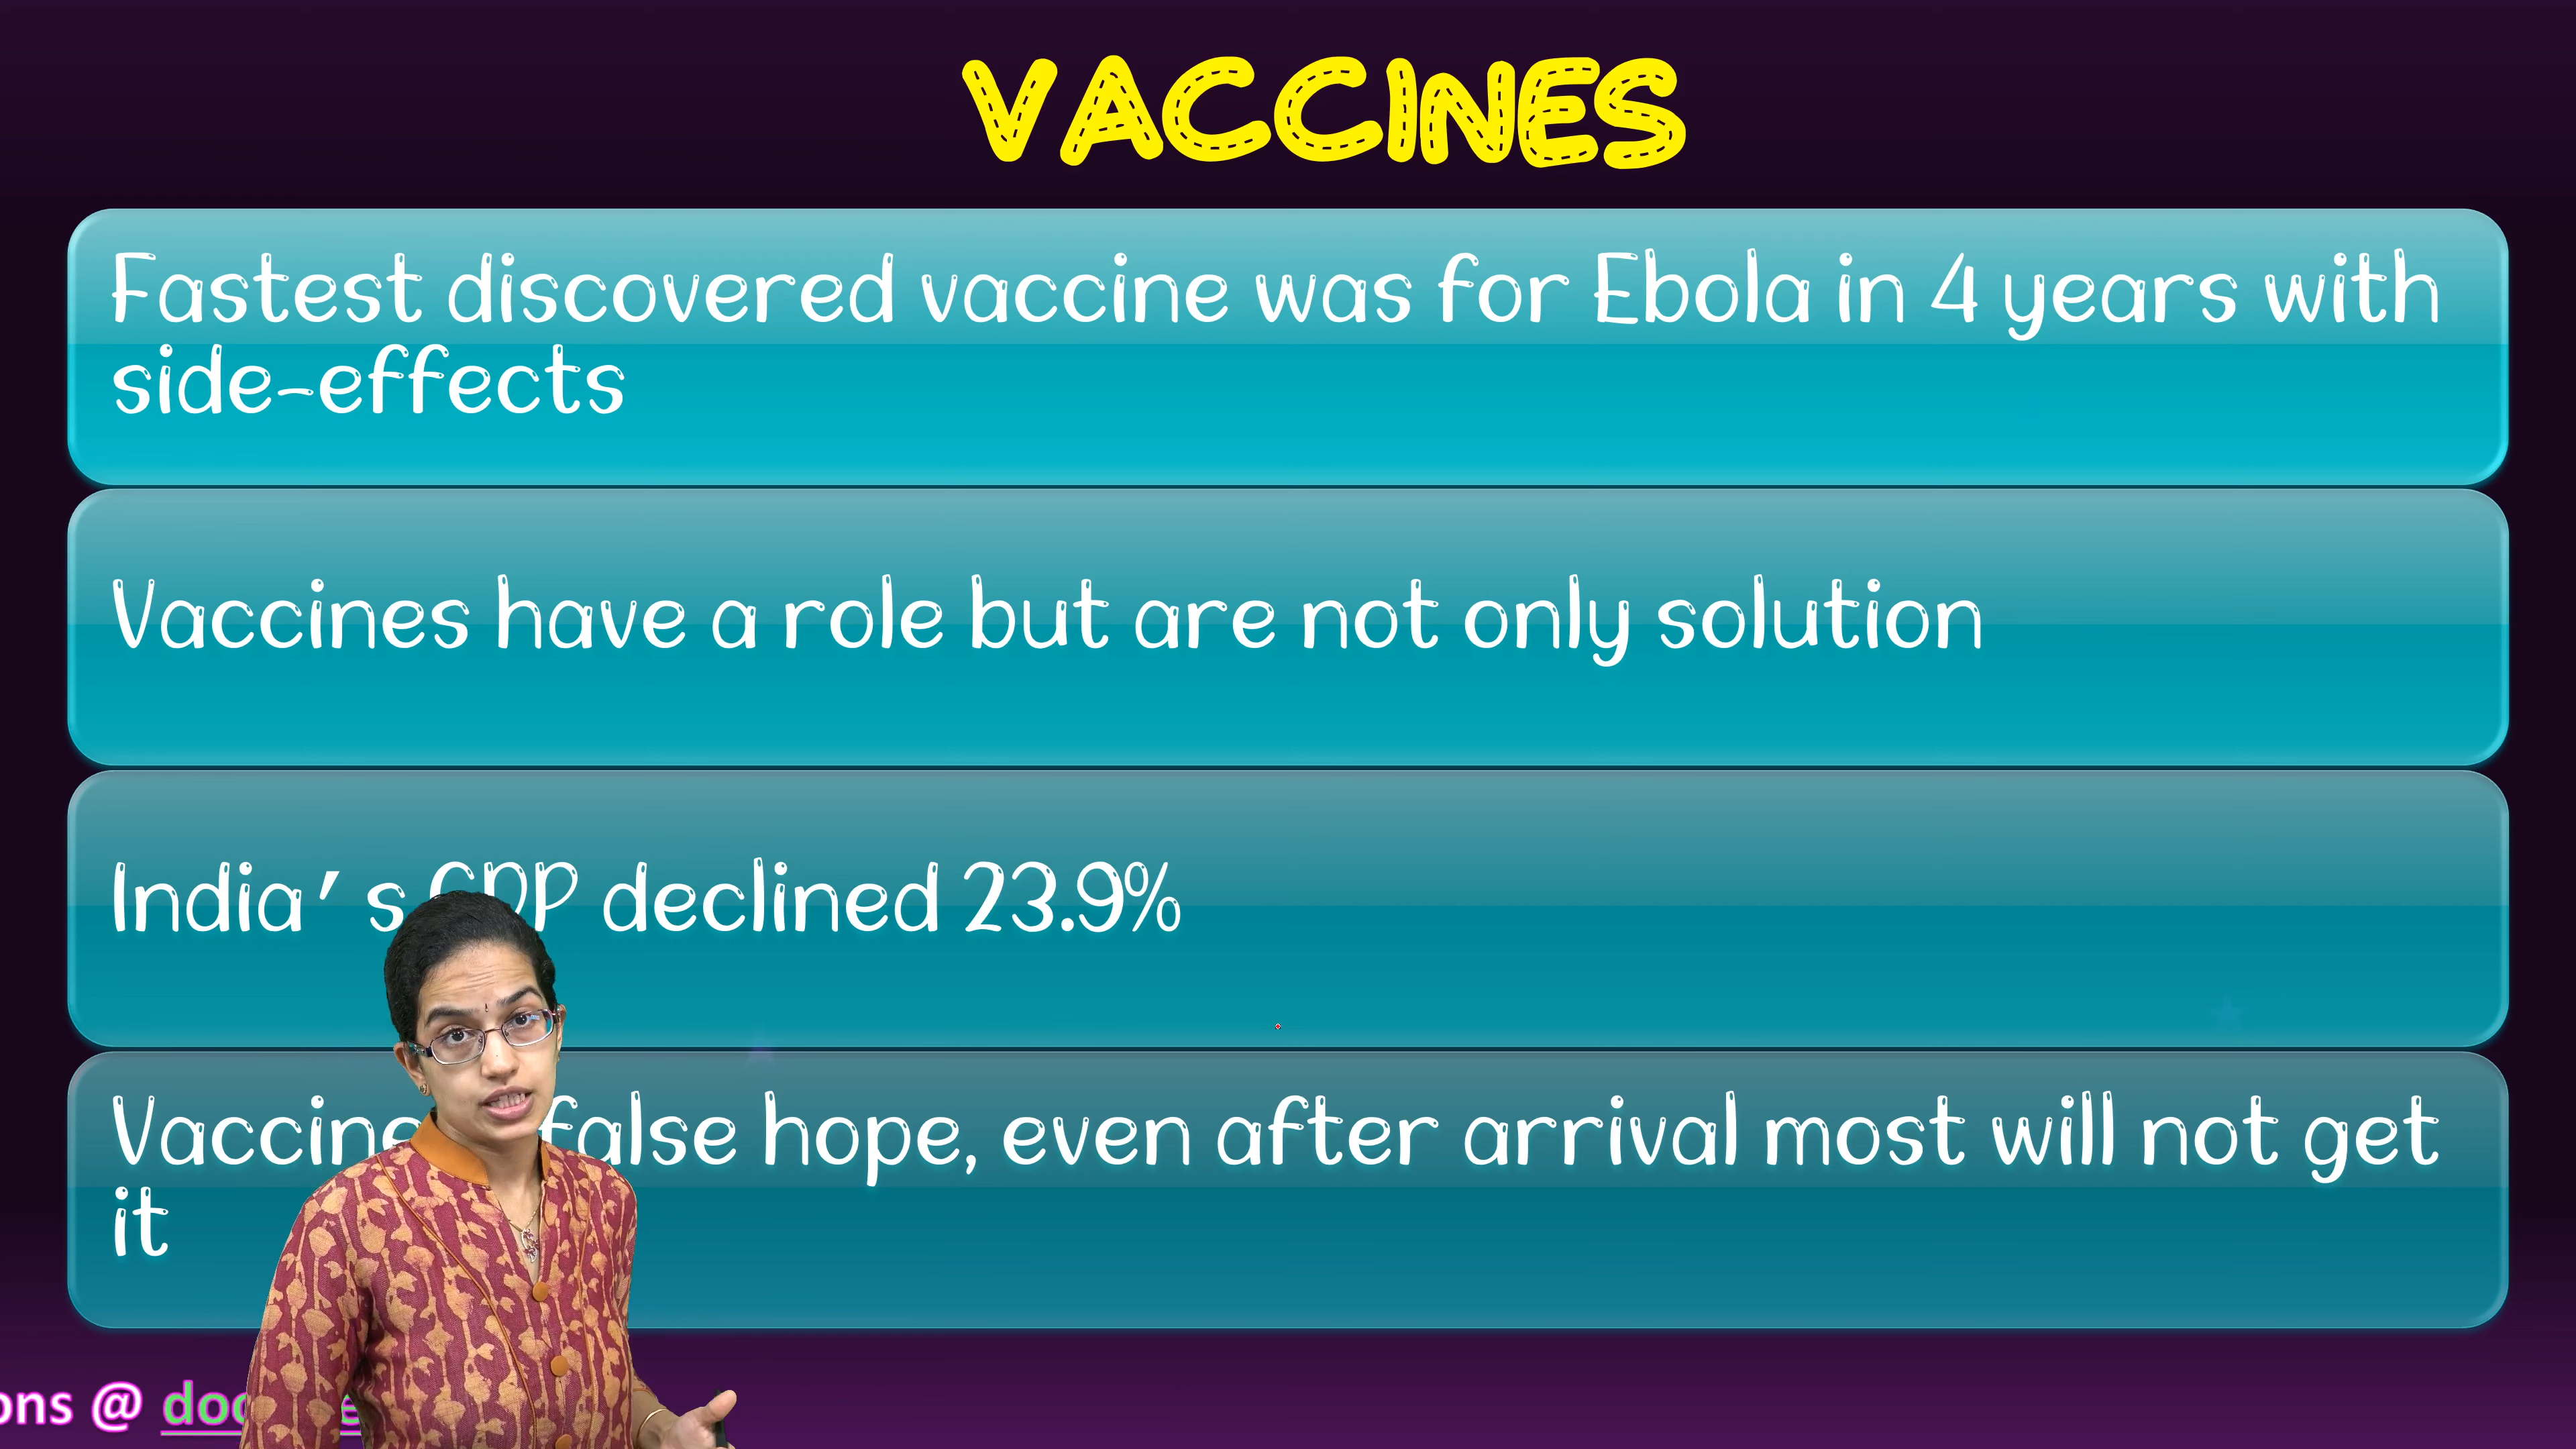 VACCINES
Fastest discovered vaccine was for Ebola in 4 years with
side-effects
Vaccines have a role but are not only solution
India's GDP declined 23.9%
false hope, even after arrival most will not get
it
@